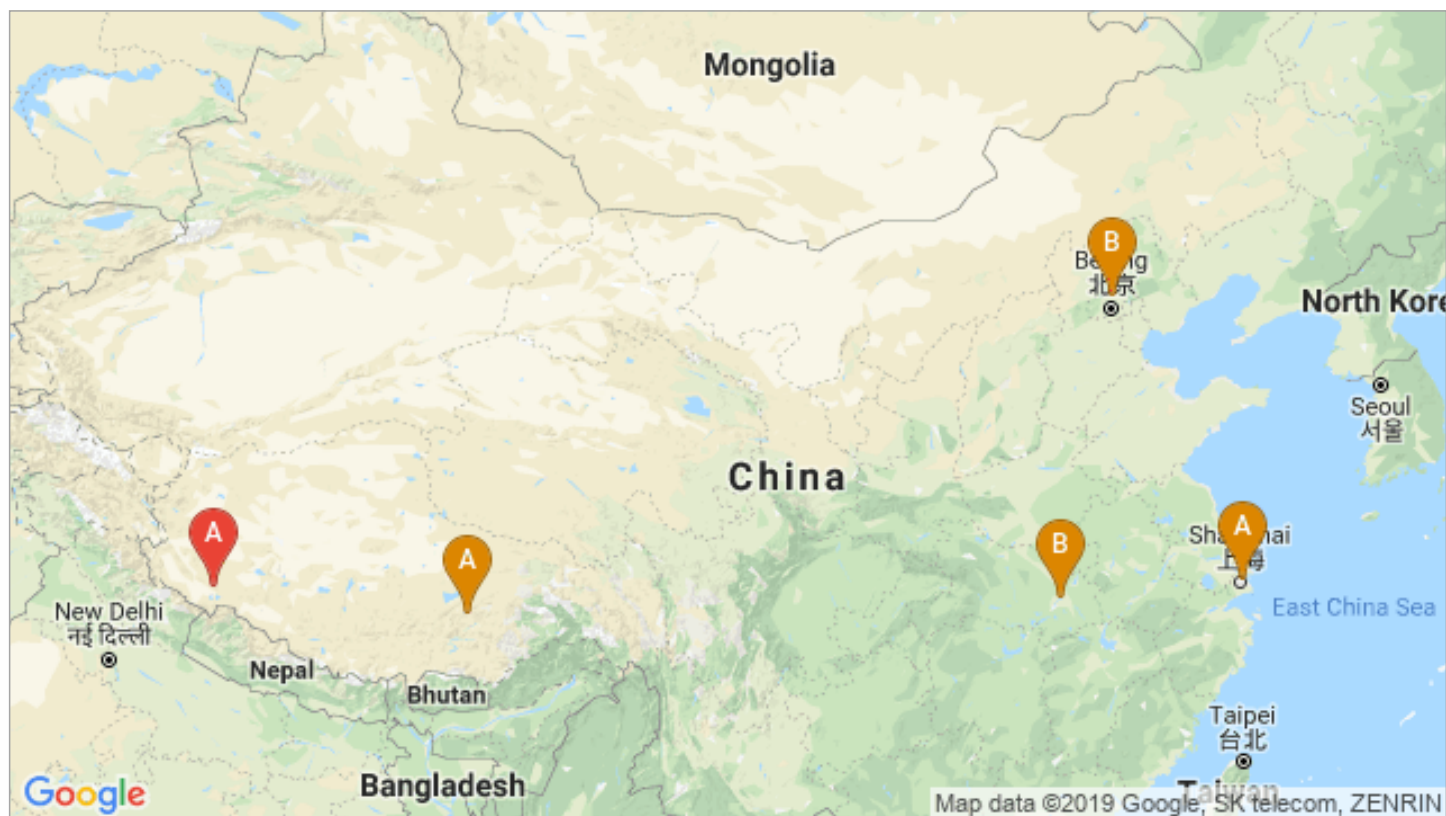 Mongolia
B
Beijing
北京
North Kore
Seoul
서울
China
A
A
B
A
Shanghai
上海
New Delhi
नई दिल्ली
East China Sea
Nepal
Bhutan
Taipei
台北
Bangladesh
Taiwan
Google
Map data ©2019 Google, SK telecom, ZENRIN